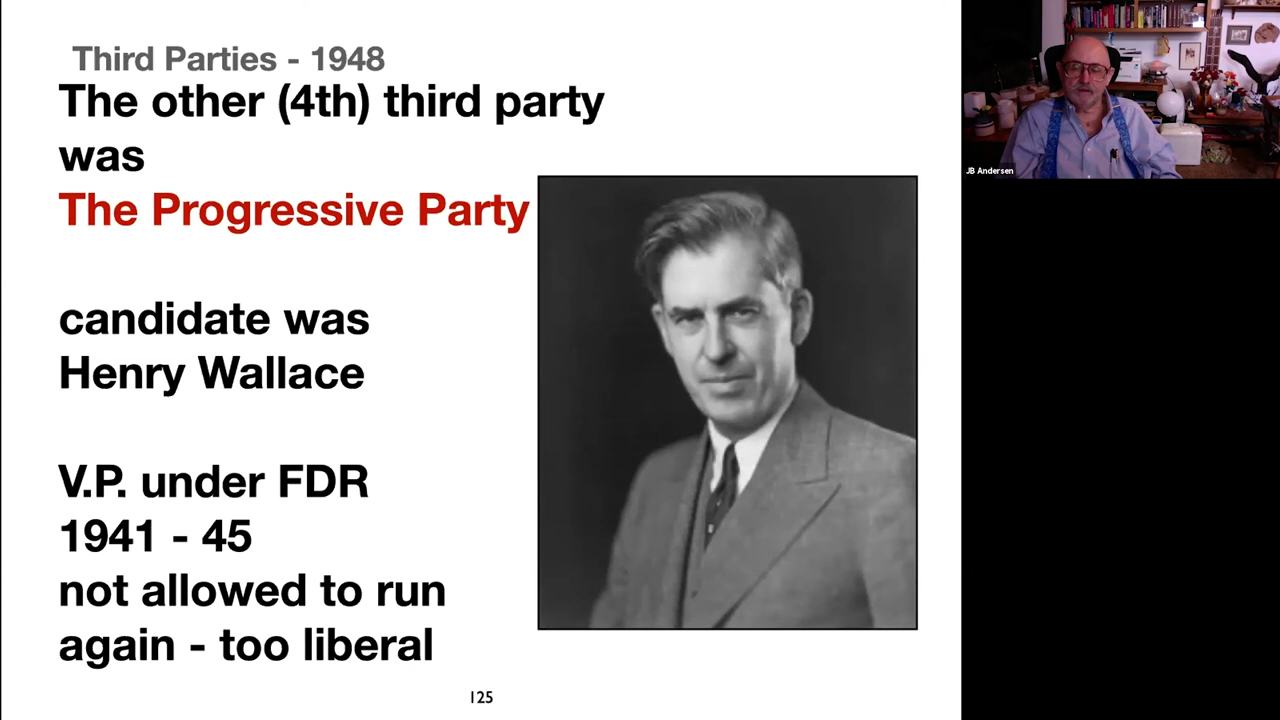 Third Parties - 1948
The other (4th) third party
was
The Progressive Party
candidate was
Henry Wallace
V.P. under FDR
1941 - 45
not allowed to run
again - too liberal
125
JB Andersen